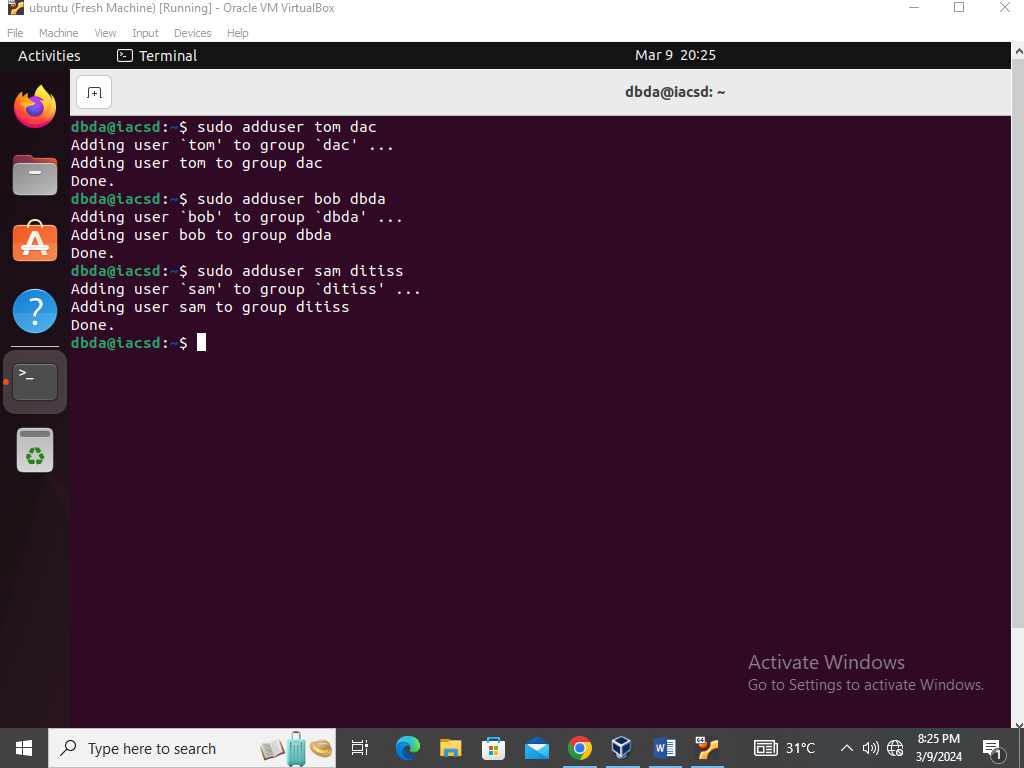 ubuntu (Fresh Machine) [Running] - Oracle VM VirtualBox
File Machine View Input Devices Help
Activities >_ Terminal Mar 9 20:25
dbda@iacsd: ~
dbda@iacsd:~$ sudo adduser tom dac
Adding user `tom' to group `dac' ...
Adding user tom to group dac
Done.
dbda@iacsd:~$ sudo adduser bob dbda
Adding user `bob' to group `dbda' ...
Adding user bob to group dbda
Done.
dbda@iacsd:~$ sudo adduser sam ditiss
Adding user `sam' to group `ditiss' ...
Adding user sam to group ditiss
Done.
dbda@iacsd:~$
?
>_
Activate Windows
Go to Settings to activate Windows.
Type here to search
W
64
31°C
8:25 PM
3/9/2024
1